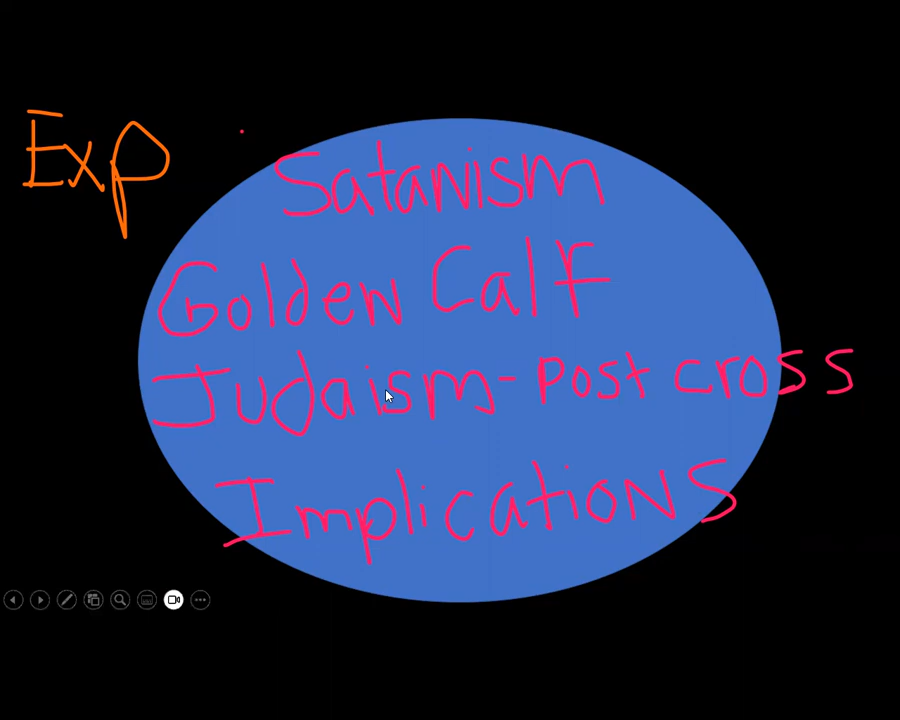 Exp
Satanism
Golden Calf
Judaism-Post cross
Implications